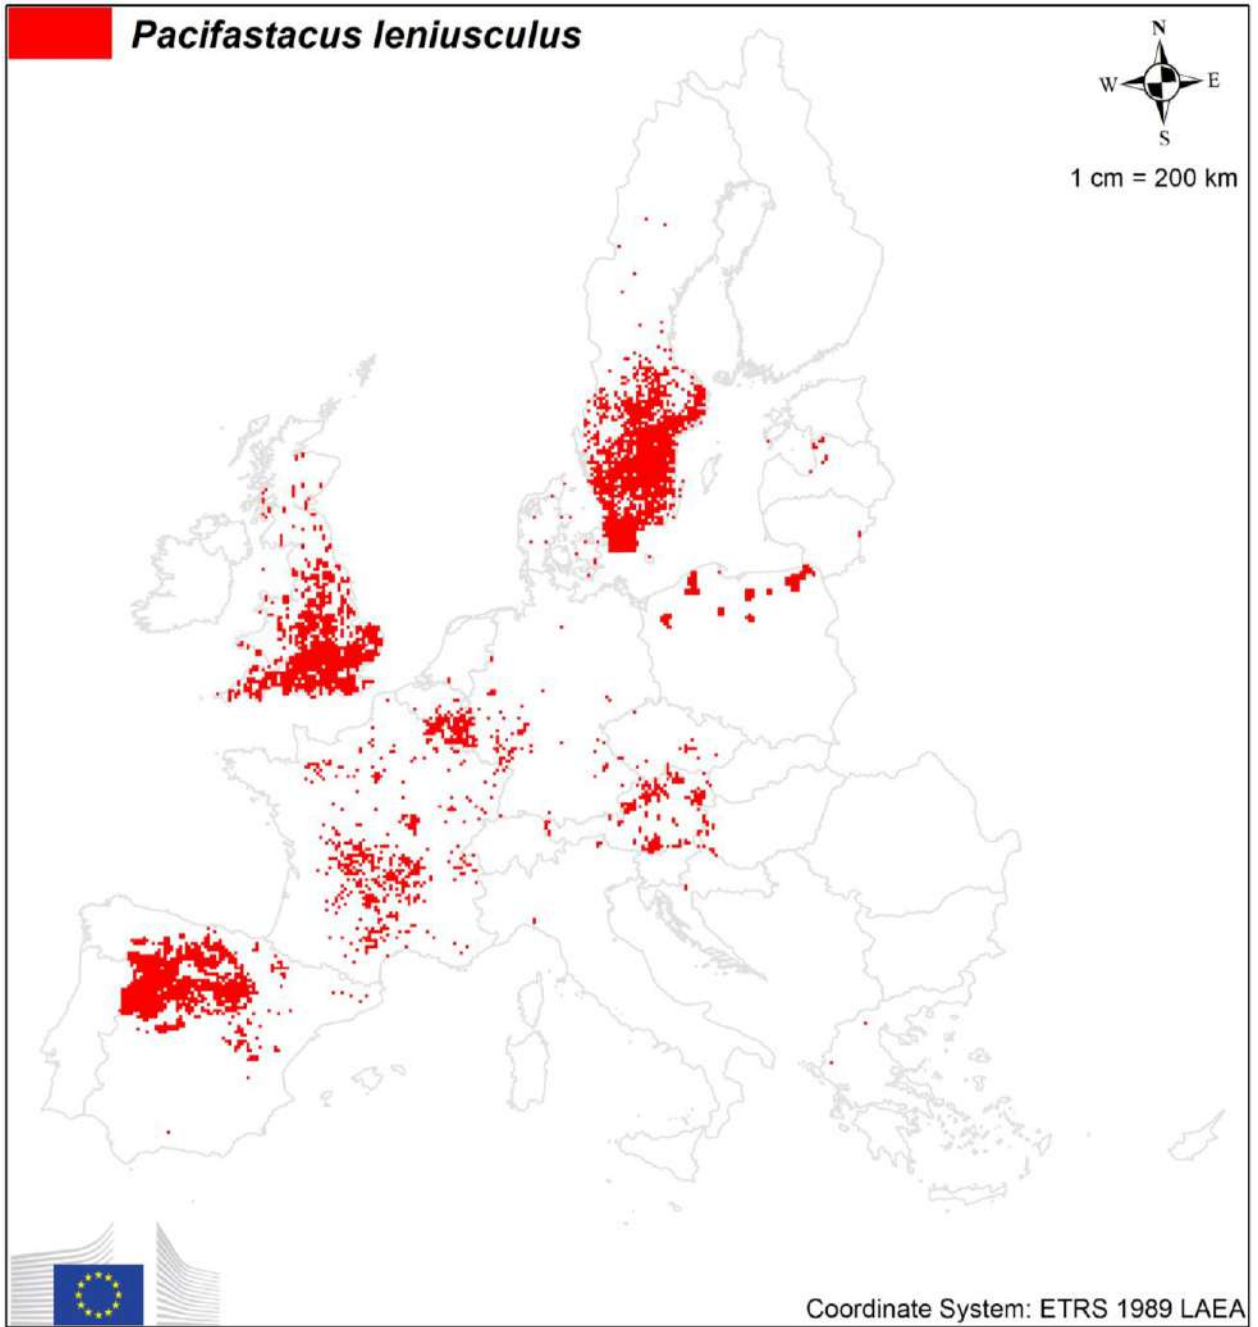 Pacifastacus leniusculus
N
W E
S
1 cm = 200 km
Coordinate System: ETRS 1989 LAEA